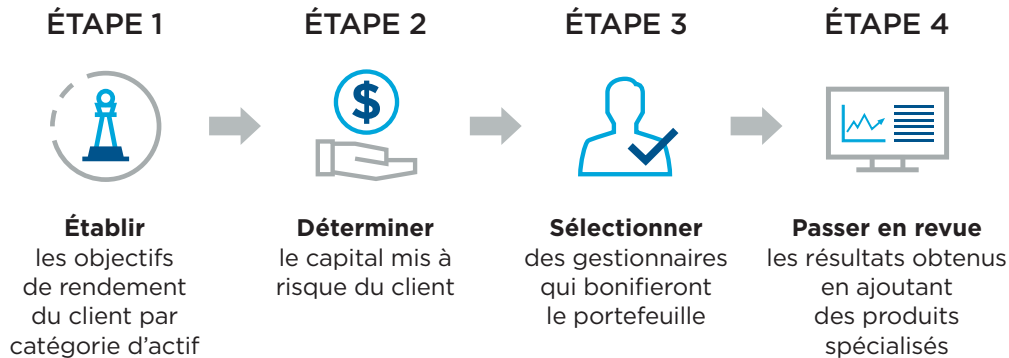 ÉTAPE 1
Établir
les objectifs
de rendement
du client par
catégorie d'actif
ÉTAPE 2
$
Déterminer
le capital mis à
risque du client
ÉTAPE 3
Sélectionner
des gestionnaires
qui bonifieront
le portefeuille
ÉTAPE 4
Passer en revue
les résultats obtenus
en ajoutant
des produits
spécialisés